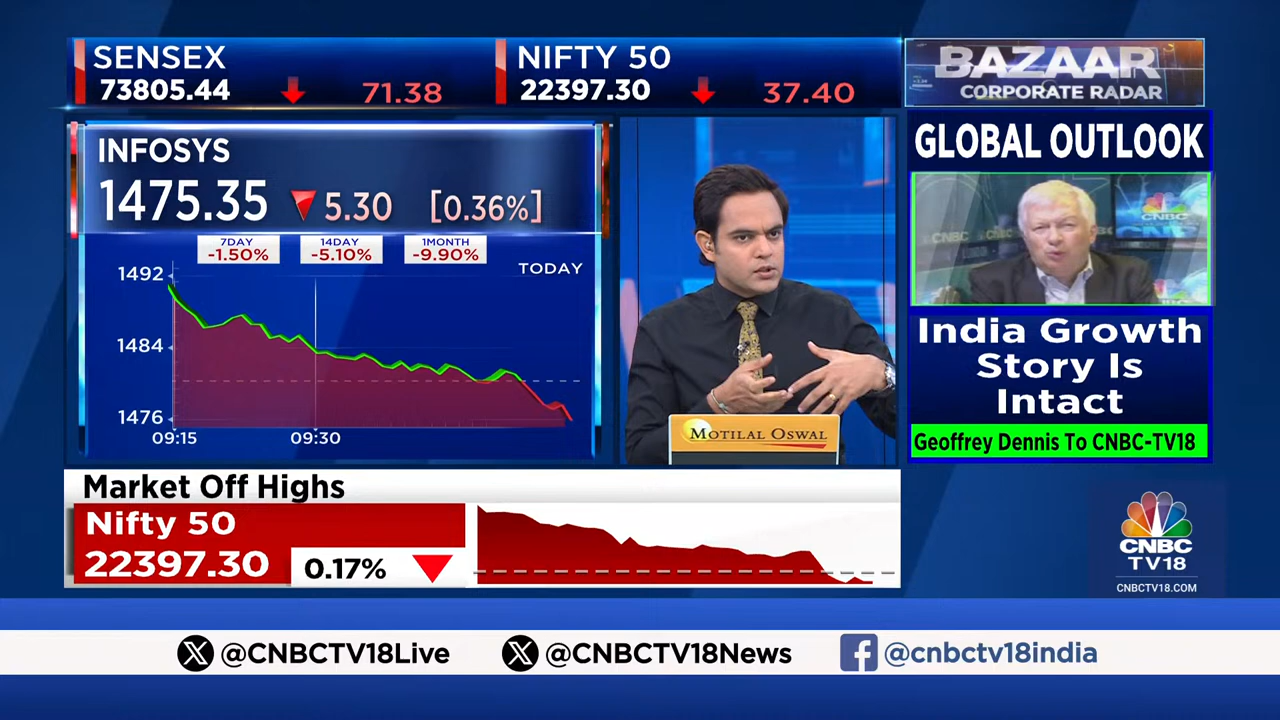 SENSEX
73805.44 71.38
NIFTY 50
22397.30 37.40
BAZAAR
CORPORATE RADAR
INFOSYS
1475.35 5.30 [0.36%]
7DAY
-1.50%
14DAY
-5.10%
1MONTH
-9.90%
TODAY
1492
1484
1476
09:15 09:30
MOTILAL OSWAL
GLOBAL OUTLOOK
CNBC
CNBC
India Growth
Story Is
Intact
Geoffrey Dennis To CNBC-TV18
Market Off Highs
Nifty 50
22397.30 0.17%
CNBC
TV18
CNBCTV18.COM
@CNBCTV18Live @CNBCTV18News @cnbctv18india